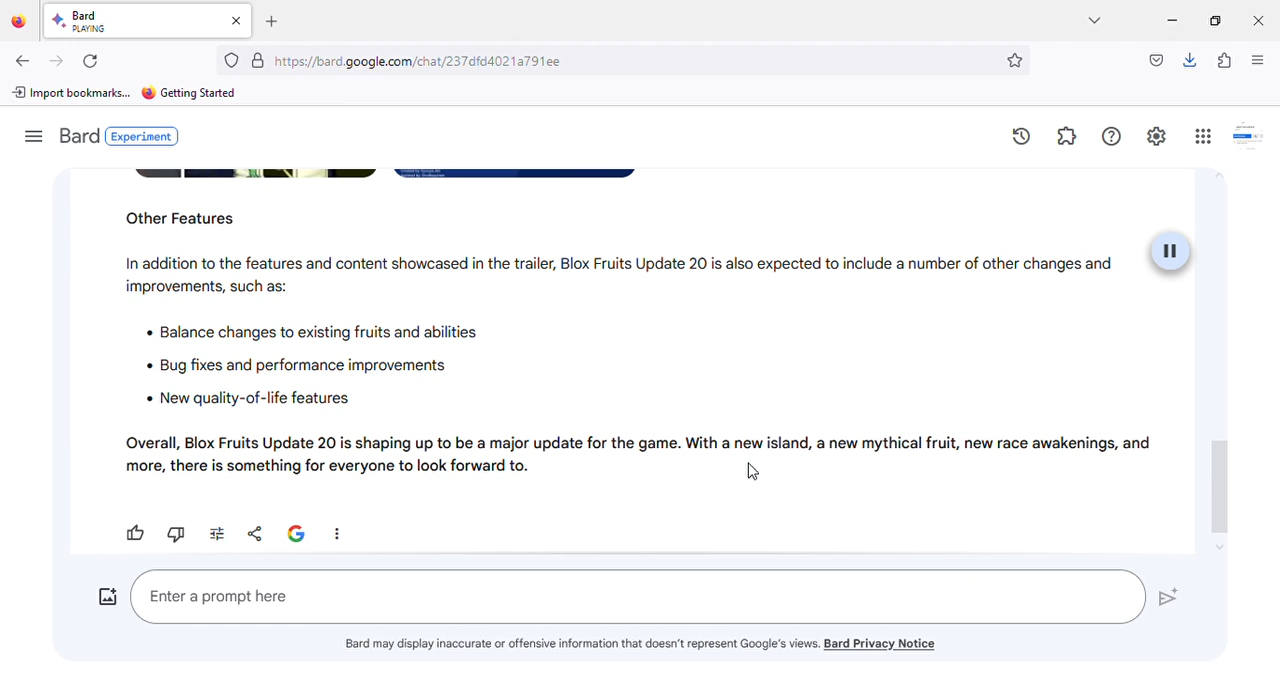 Bard
PLAYING
https://bard.google.com/chat/237dfd4021a791ee
Import bookmarks... Getting Started
Bard Experiment
Other Features
In addition to the features and content showcased in the trailer, Blox Fruits Update 20 is also expected to include a number of other changes and
improvements, such as:
• Balance changes to existing fruits and abilities
• Bug fixes and performance improvements
• New quality-of-life features
Overall, Blox Fruits Update 20 is shaping up to be a major update for the game. With a new island, a new mythical fruit, new race awakenings, and
more, there is something for everyone to look forward to.
Enter a prompt here
Bard may display inaccurate or offensive information that doesn't represent Google's views. Bard Privacy Notice